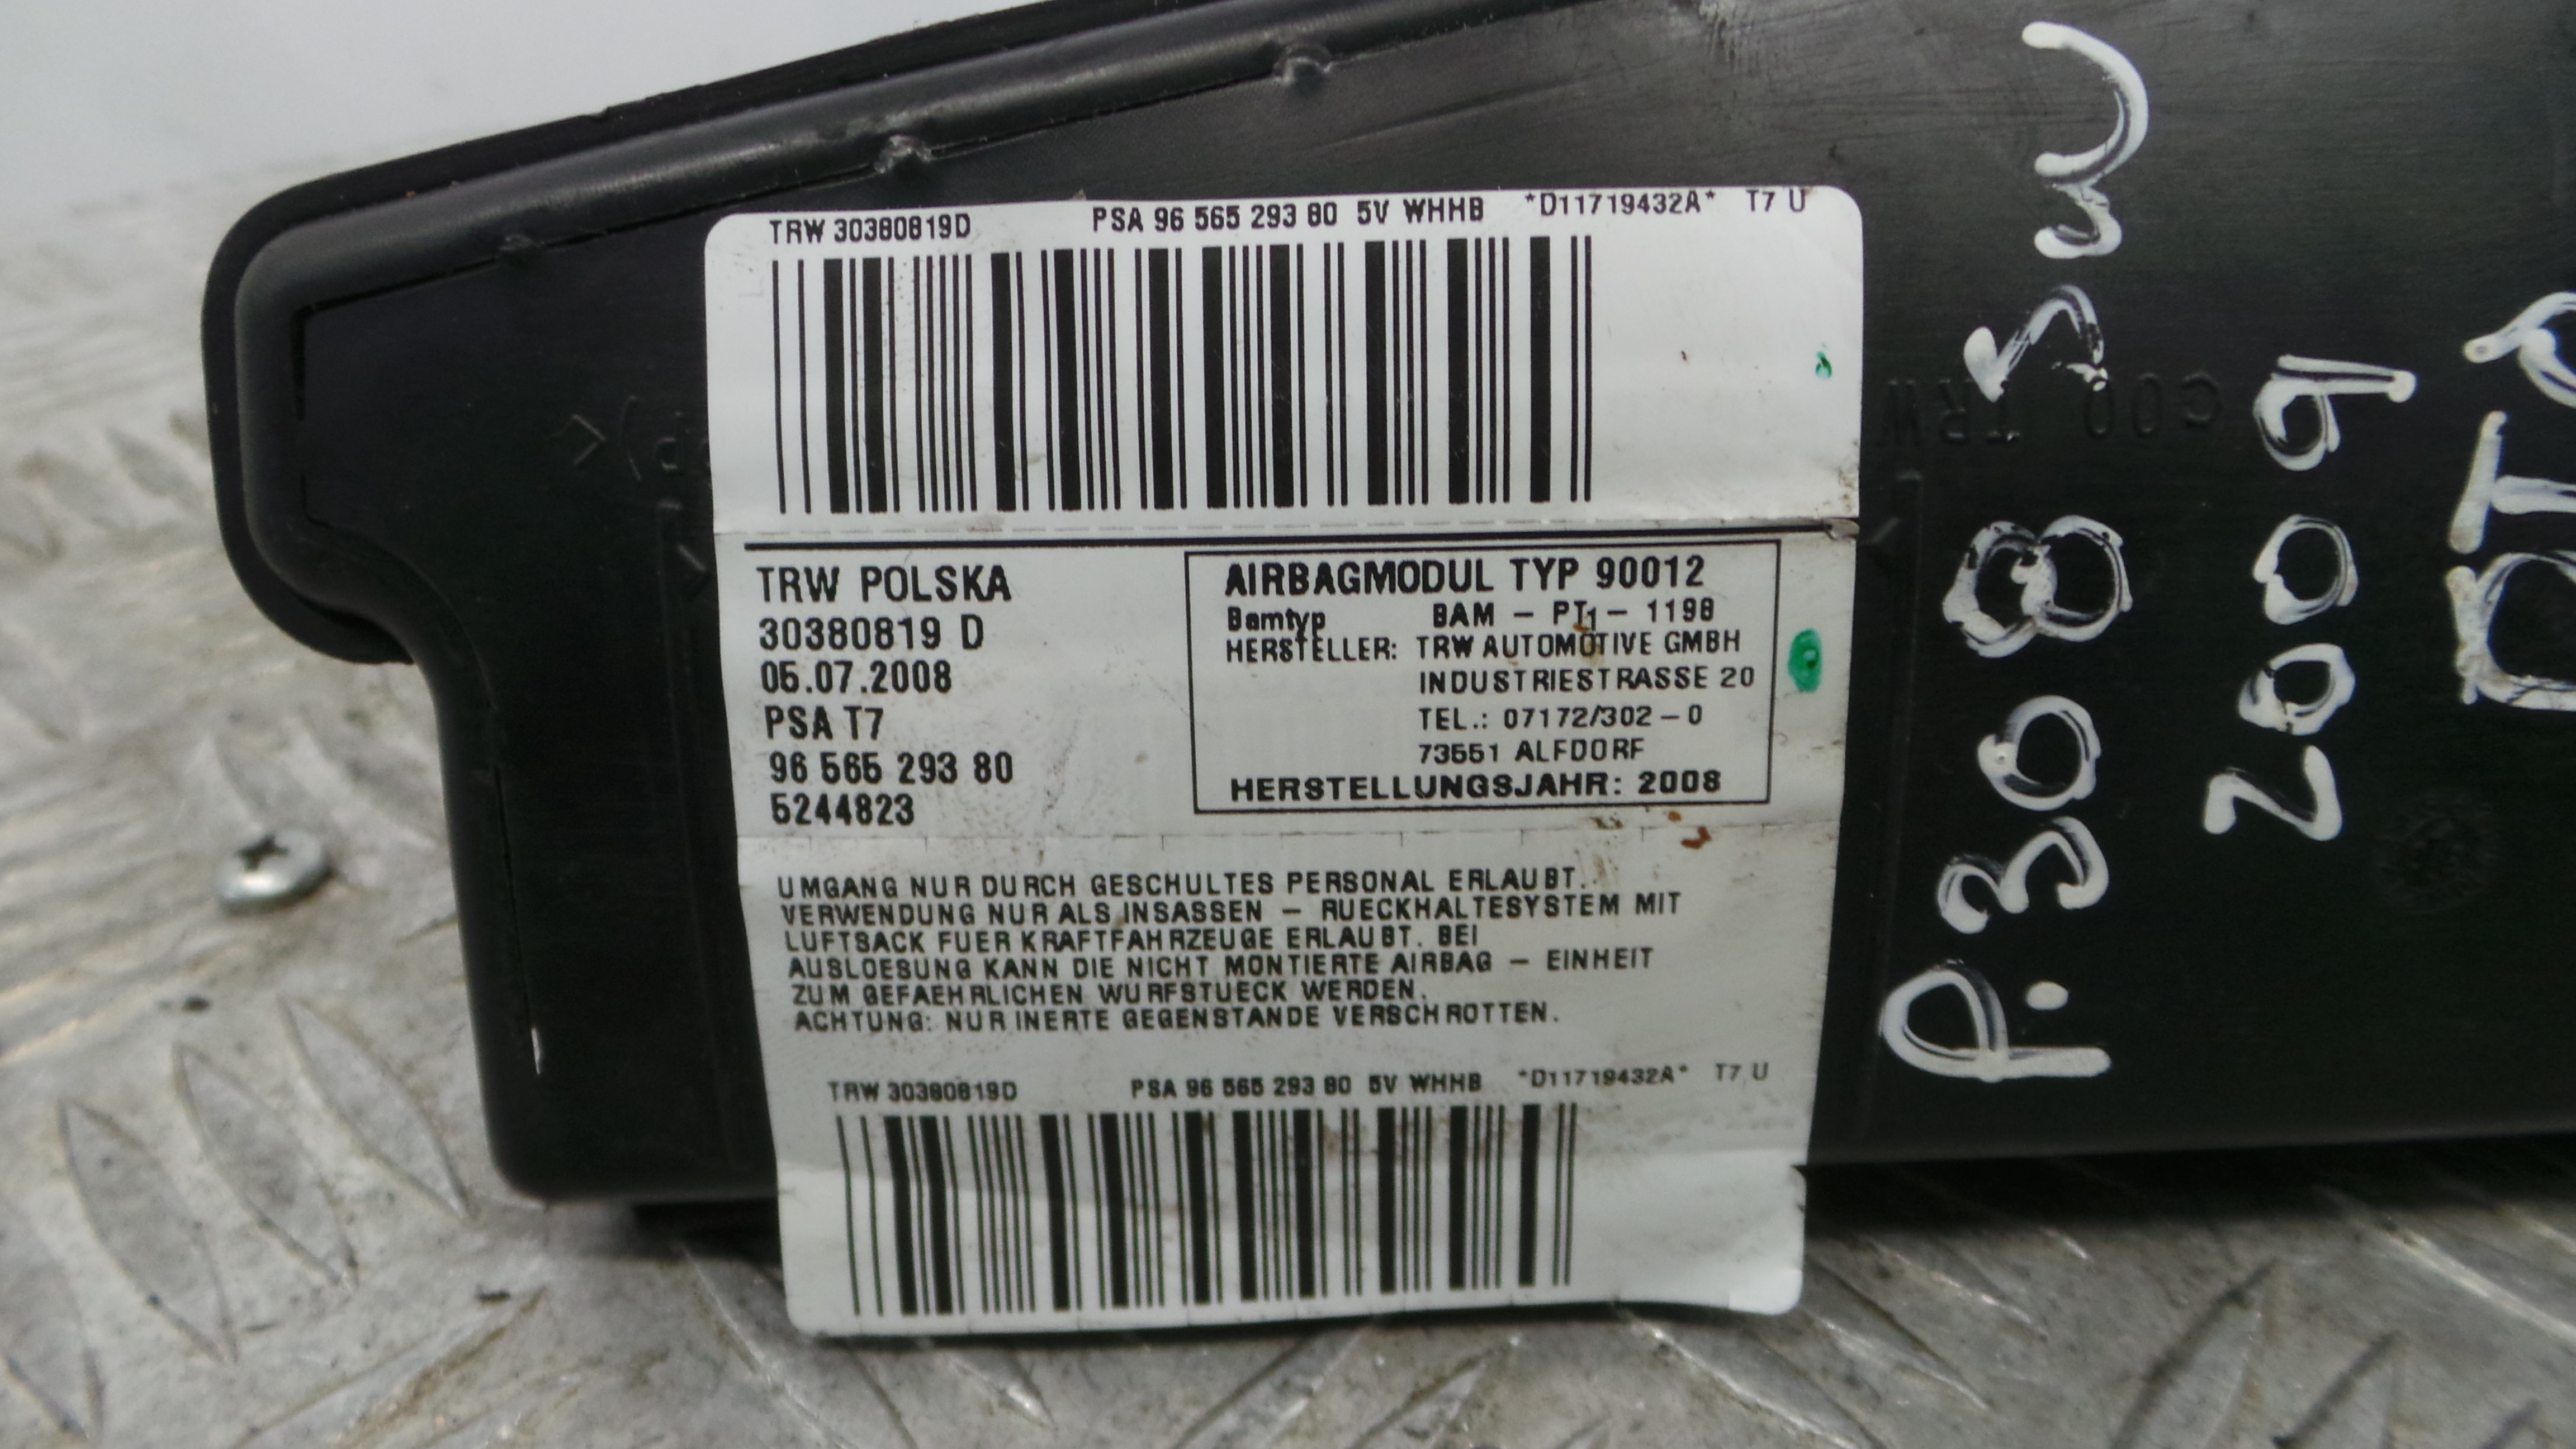 TRW 30380819D PSA 96 565 293 80 5V WHHB *D11719432A* T7 U
TRW POLSKA
30380819 D
05.07.2008
PSA T7
96 565 293 80
5244823
AIRBAGMODUL TYP 90012
Bamtyp BAM – PT1 – 1198
HERSTELLER: TRW AUTOMOTIVE GMBH
INDUSTRIESTRASSE 20
TEL.: 07172/302 – 0
73551 ALFDORF
HERSTELLUNGSJAHR: 2008
UMGANG NUR DURCH GESCHULTES PERSONAL ERLAUBT.
VERWENDUNG NUR ALS INSASSEN – RUECKHALTESYSTEM MIT
LUFTSACK FUER KRAFTFAHRZEUGE ERLAUBT. BEI
AUSLOESUNG KANN DIE NICHT MONTIERTE AIRBAG – EINHEIT
ZUM GEFAEHRLICHEN WURFSTUECK WERDEN.
ACHTUNG: NUR INERTE GEGENSTANDE VERSCHROTTEN.
TRW 30380819D PSA 96 565 293 80 5V WHHB *D11719432A* T7 U
P. 308 SW
2009